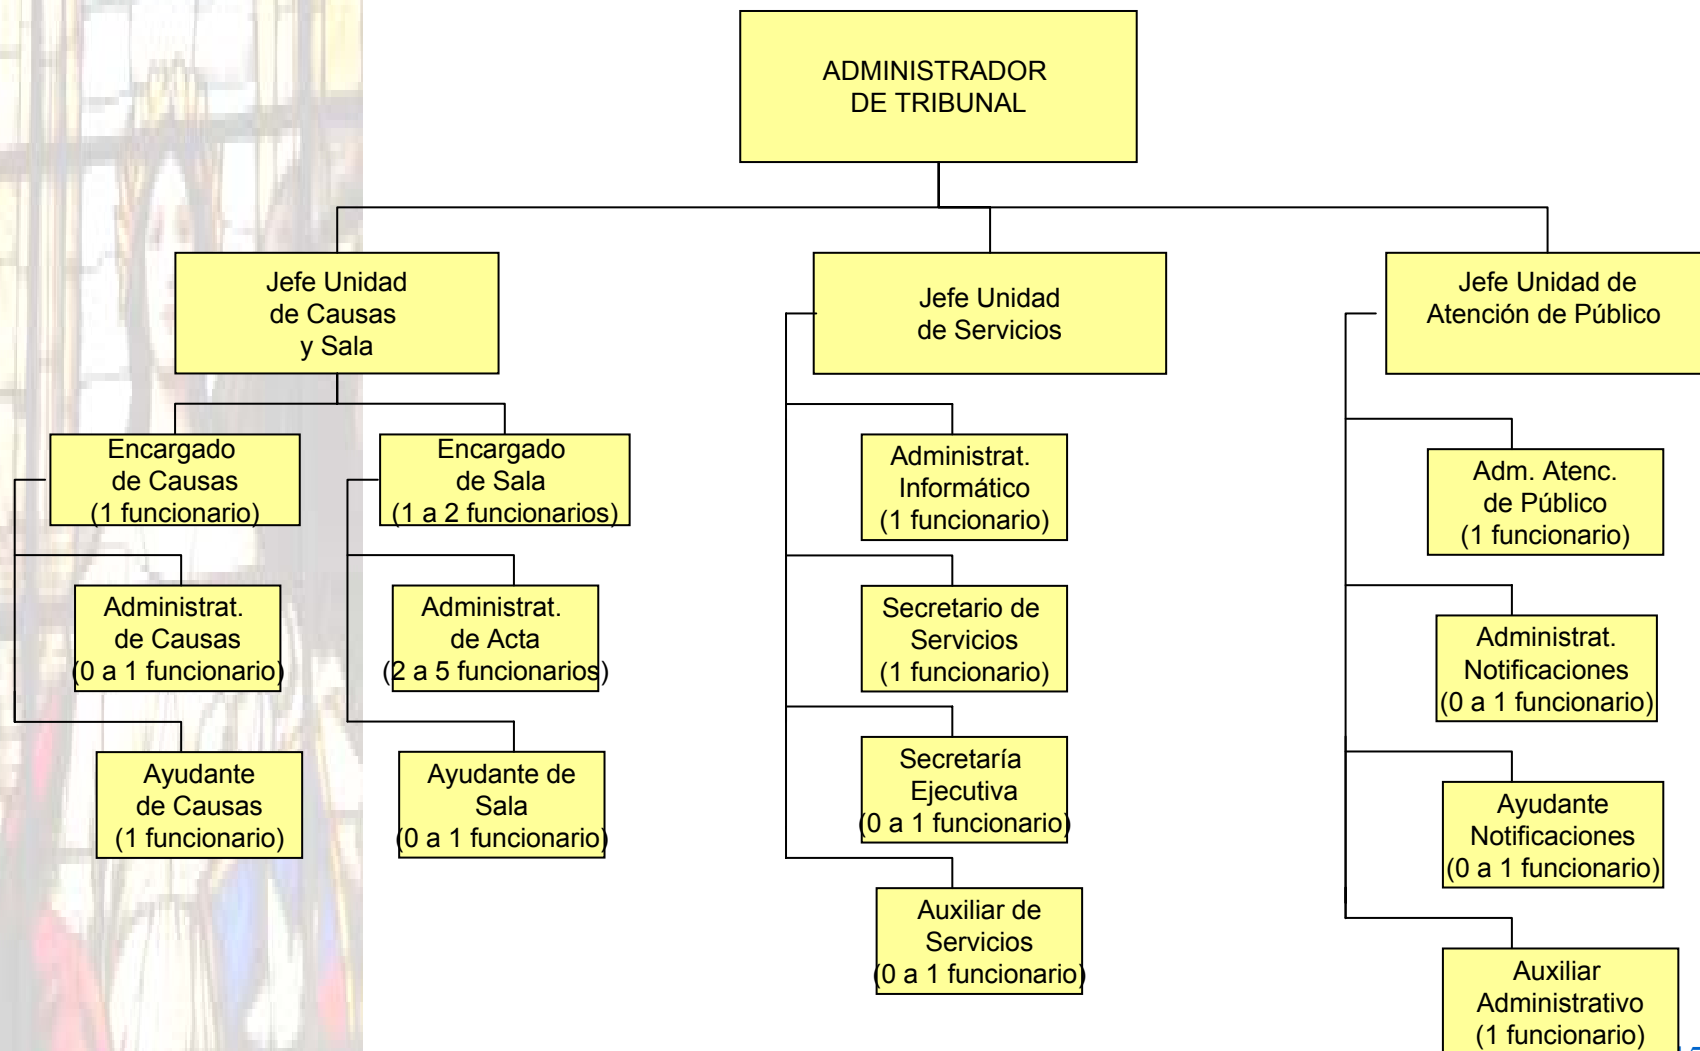 ADMINISTRADOR
DE TRIBUNAL
Jefe Unidad
de Causas
y Sala
Jefe Unidad
de Servicios
Jefe Unidad de
Atención de Público
Encargado
de Causas
(1 funcionario)
Encargado
de Sala
(1 a 2 funcionarios)
Administrat.
de Causas
(0 a 1 funcionario)
Administrat.
de Acta
(2 a 5 funcionarios)
Ayudante
de Causas
(1 funcionario)
Ayudante de
Sala
(0 a 1 funcionario)
Administrat.
Informático
(1 funcionario)
Secretario de
Servicios
(1 funcionario)
Secretaría
Ejecutiva
(0 a 1 funcionario)
Auxiliar de
Servicios
(0 a 1 funcionario)
Adm. Atenc.
de Público
(1 funcionario)
Administrat.
Notificaciones
(0 a 1 funcionario)
Ayudante
Notificaciones
(0 a 1 funcionario)
Auxiliar
Administrativo
(1 funcionario)